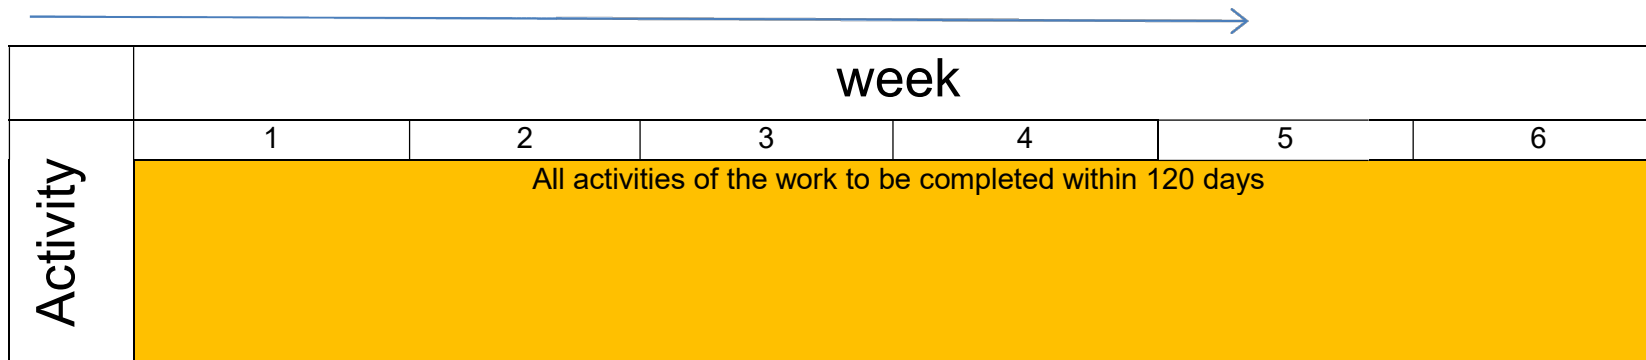 week
1 2 3 4 5 6
Activity
All activities of the work to be completed within 120 days